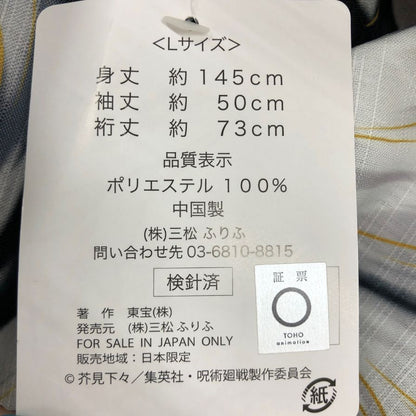 ＜Lサイズ＞
身丈 約145cm
袖丈 約 50cm
裄丈 約 73cm
品質表示
ポリエステル 100%
中国製
(株)三松 ふりふ
問い合わせ先 03-6810-8815
検針済
証 票
TOHO
animation
著 作 東宝(株)
発売元 (株)三松 ふりふ
FOR SALE IN JAPAN ONLY
販売地域：日本限定
©芥見下々／集英社・呪術廻戦製作委員会
紙